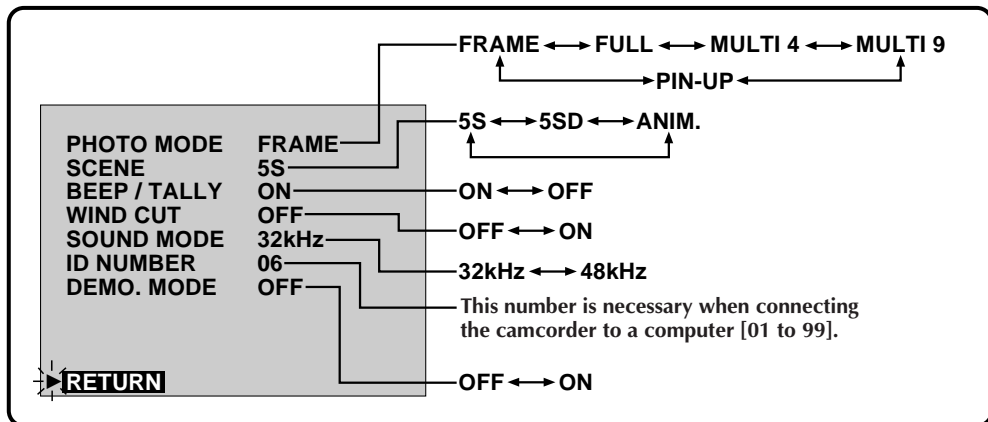 FRAME ↔ FULL ↔ MULTI 4 ↔ MULTI 9
PIN-UP
5S ↔ 5SD ↔ ANIM.
PHOTO MODE FRAME
SCENE 5S
BEEP / TALLY ON
ON ↔ OFF
WIND CUT OFF
OFF ↔ ON
SOUND MODE 32kHz
32kHz ↔ 48kHz
ID NUMBER 06
This number is necessary when connecting
the camcorder to a computer [01 to 99].
DEMO. MODE OFF
OFF ↔ ON
RETURN